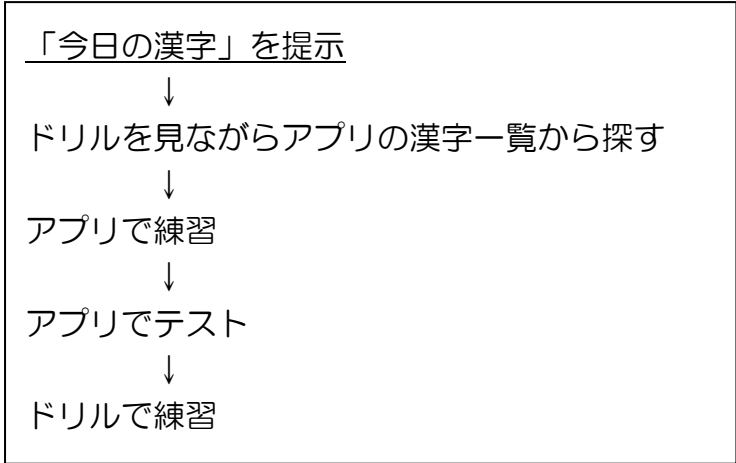 「今日の漢字」を提示
↓
ドリルを見ながらアプリの漢字一覧から探す
↓
アプリで練習
↓
アプリでテスト
↓
ドリルで練習